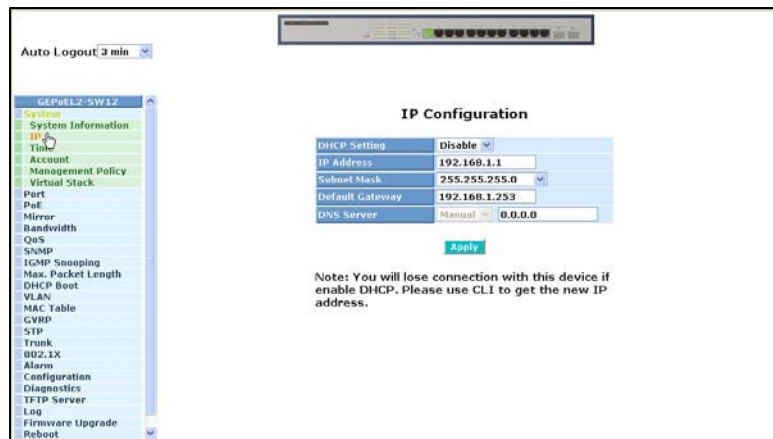 Auto Logout 3 min
GEPoEL2-SW12
System
System Information
IP
Time
Account
Management Policy
Virtual Stack
Port
PoE
Mirror
Bandwidth
QoS
SNMP
IGMP Snooping
Max. Packet Length
DHCP Boot
VLAN
MAC Table
GVRP
STP
Trunk
802.1X
Alarm
Configuration
Diagnostics
TFTP Server
Log
Firmware Upgrade
Reboot
IP Configuration
DHCP Setting Disable
IP Address 192.168.1.1
Subnet Mask 255.255.255.0
Default Gateway 192.168.1.253
DNS Server Manual 0.0.0.0
Apply
Note: You will lose connection with this device if
enable DHCP. Please use CLI to get the new IP
address.